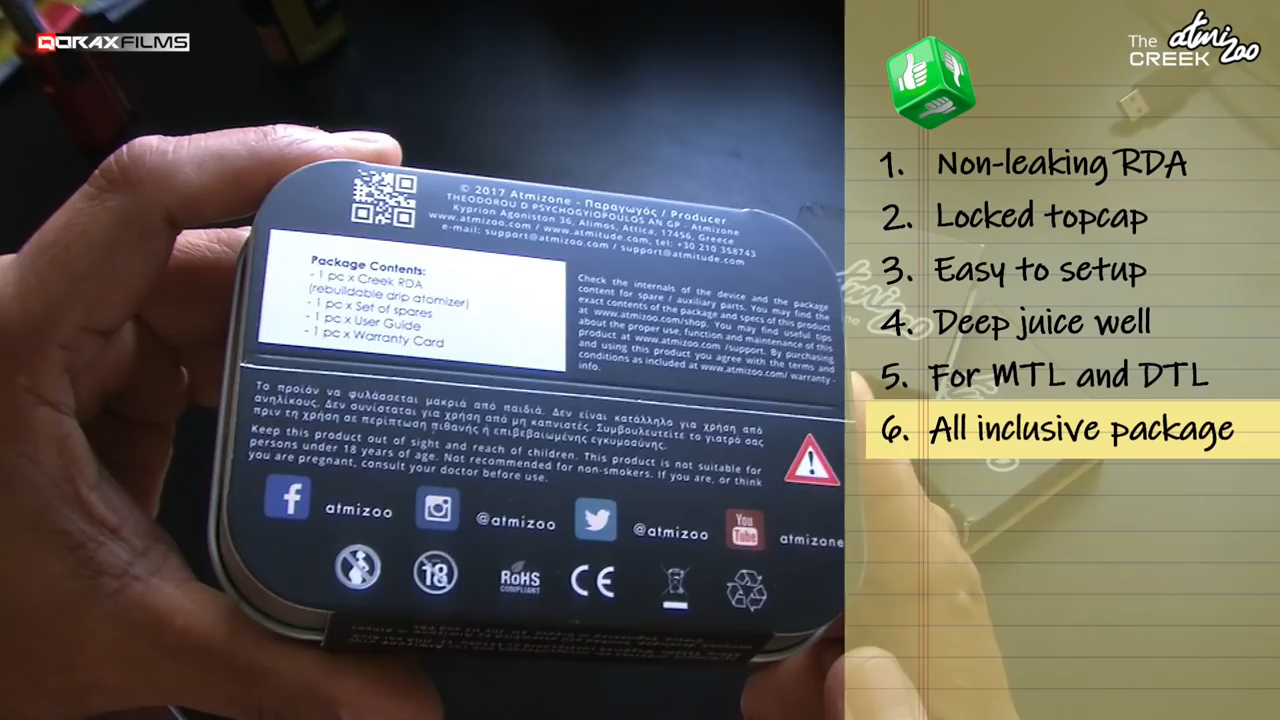 QORAXFILMS
The atmizoo
CREEK
1. Non-leaking RDA
2. Locked topcap
3. Easy to setup
4. Deep juice well
5. For MTL and DTL
6. All inclusive package
© 2017 Atmizone - Παραγωγός / Producer
THEODOROU D PSYCHOGYIOPOULOS AN GP - Atmizone
Kyprion Agoniston 36, Alimos, Attica, 17456, Greece
www.atmizoo.com / www.atmitude.com, tel: +30 210 358743
e-mail: support@atmizoo.com / support@atmitude.com
Package Contents:
- 1 pc x Creek RDA
(rebuildable drip atomizer)
- 1 pc x Set of spares
- 1 pc x User Guide
- 1 pc x Warranty Card
Check the internals of the device and the package
content for spare / auxiliary parts. You may find the
exact contents of the package and specs of this product
at www.atmizoo.com/shop. You may find useful tips
about the proper use, function and maintenance of this
product at www.atmizoo.com /support. By purchasing
and using this product you agree with the terms and
conditions as included at www.atmizoo.com/ warranty -
info.
Το προϊόν να φυλάσσεται μακριά από παιδιά. Δεν είναι κατάλληλο για χρήση από
ανηλίκους. Δεν συνίσταται για χρήση από μη καπνιστές. Συμβουλευτείτε το γιατρό σας
πριν τη χρήση σε περίπτωση πιθανής ή επιβεβαιωμένης εγκυμοσύνης.
Keep this product out of sight and reach of children. This product is not suitable for
persons under 18 years of age. Not recommended for non-smokers. If you are, or think
you are pregnant, consult your doctor before use.
f atmizoo @atmizoo @atmizoo You Tube atmizone
18 RoHS COMPLIANT CE